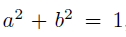 a² + b² = 1.